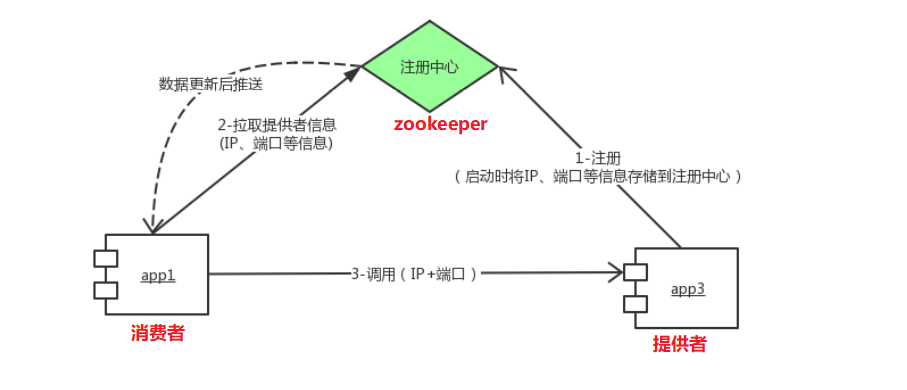 注册中心
数据更新后推送
zookeeper
2-拉取提供者信息
(IP、端口等信息)
1-注册
（启动时将IP、端口等信息存储到注册中心）
app1
3-调用（IP+端口）
app3
消费者
提供者